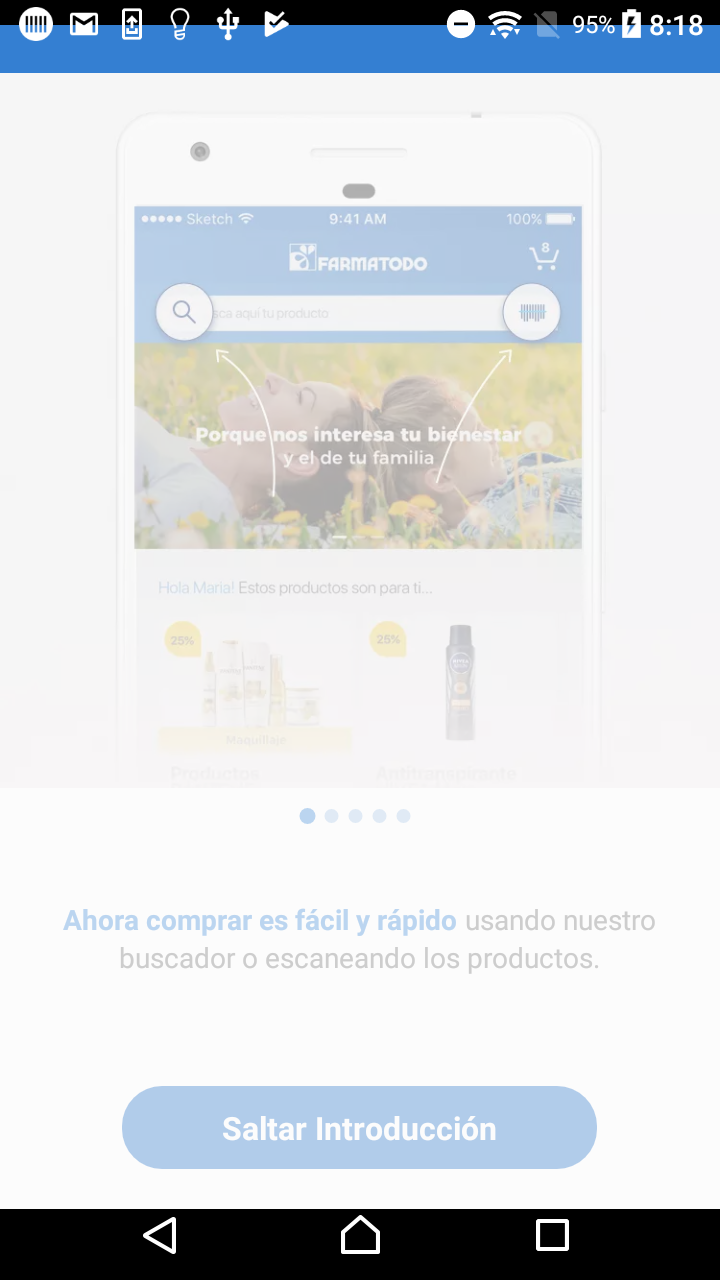 95% 8:18
Sketch 9:41 AM 100%
FARMATODO 8
sca aquí tu producto
Porque nos interesa tu bienestar
y el de tu familia
Hola Maria! Estos productos son para ti...
25% 25%
Maquillaje
Productos Antitranspirante
Ahora comprar es fácil y rápido usando nuestro
buscador o escaneando los productos.
Saltar Introducción